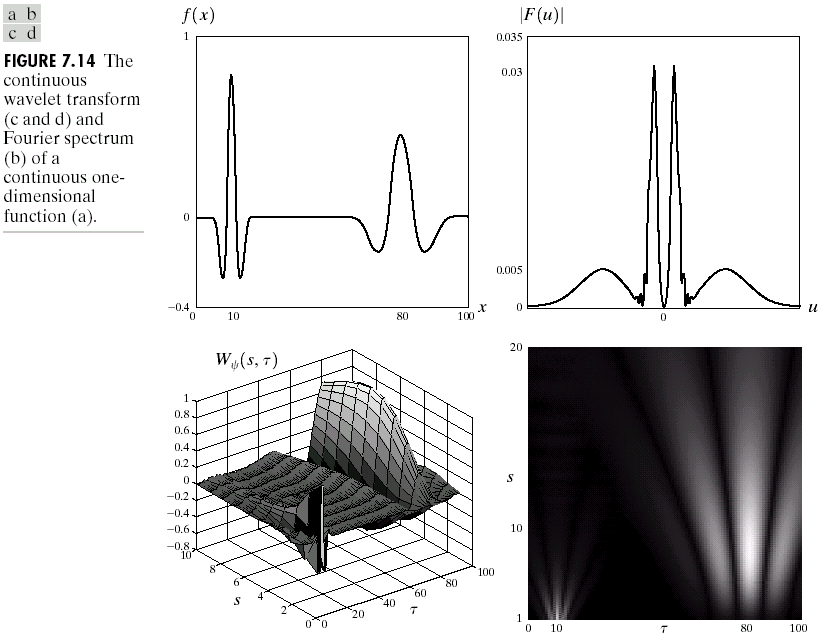 a b
c d
FIGURE 7.14 The
continuous
wavelet transform
(c and d) and
Fourier spectrum
(b) of a
continuous one-
dimensional
function (a).
f(x)
1
0
−0.4
0 10 80 100 x
|F(u)|
0.035
0.03
0.005
0
0 u
Wψ(s, τ)
1
0.8
0.6
0.4
0.2
0
−0.2
−0.4
−0.6
−0.8
10 8 6 4 2 0
s
0 20 40 60 80 100
τ
20
s
10
1
0 10 τ 80 100